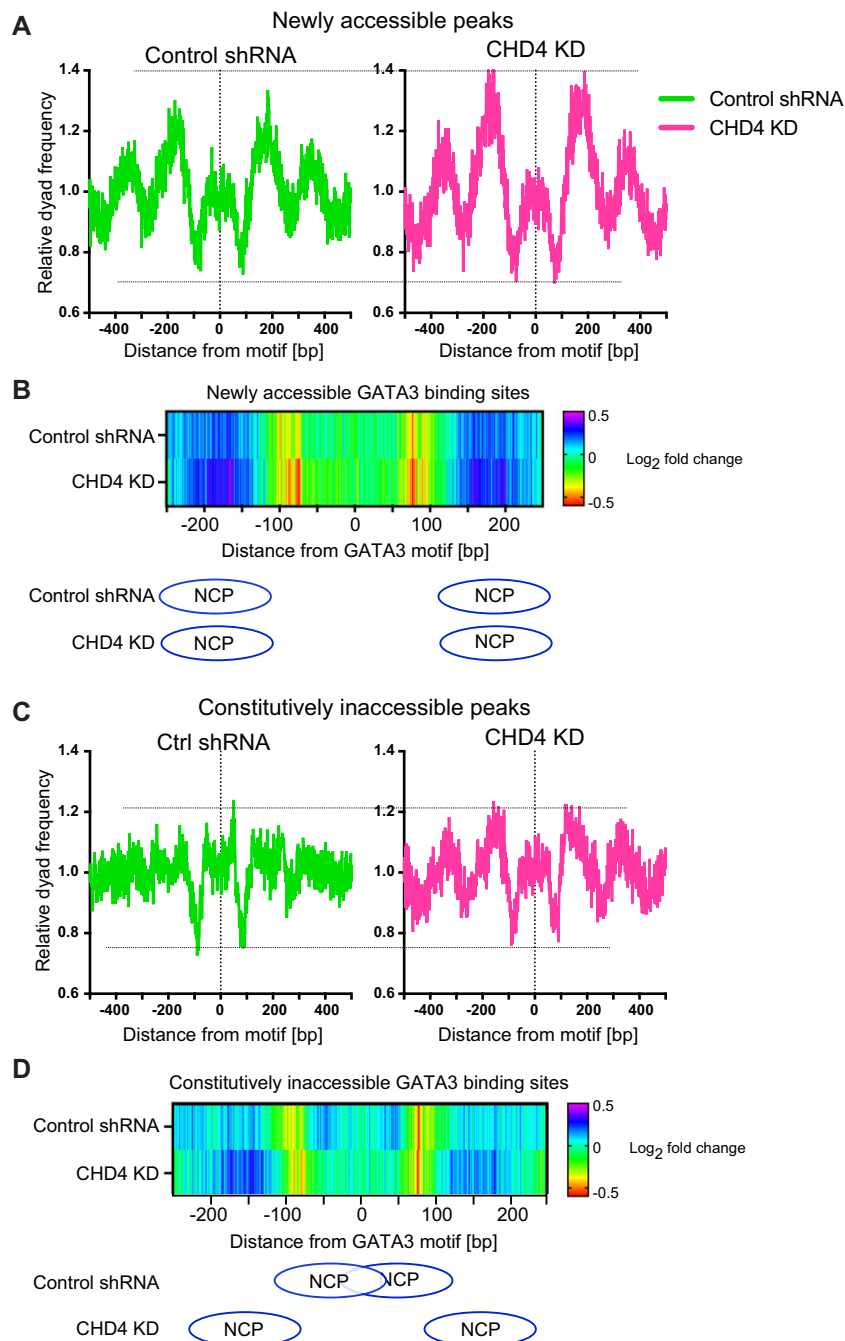 A
Newly accessible peaks
Control shRNA
CHD4 KD
Control shRNA
CHD4 KD
Relative dyad frequency
1.4
1.2
1.0
0.8
0.6
1.4
1.2
1.0
0.8
0.6
-400 -200 0 200 400
-400 -200 0 200 400
Distance from motif [bp]
Distance from motif [bp]
B
Newly accessible GATA3 binding sites
Control shRNA
CHD4 KD
0.5
0
-0.5
Log2 fold change
-200 -100 0 100 200
Distance from GATA3 motif [bp]
Control shRNA NCP NCP
CHD4 KD NCP NCP
C
Constitutively inaccessible peaks
Ctrl shRNA
CHD4 KD
Relative dyad frequency
1.4
1.2
1.0
0.8
0.6
1.4
1.2
1.0
0.8
0.6
-400 -200 0 200 400
-400 -200 0 200 400
Distance from motif [bp]
Distance from motif [bp]
D
Constitutively inaccessible GATA3 binding sites
Control shRNA
CHD4 KD
0.5
0
-0.5
Log2 fold change
-200 -100 0 100 200
Distance from GATA3 motif [bp]
Control shRNA NCP NCP
CHD4 KD NCP NCP